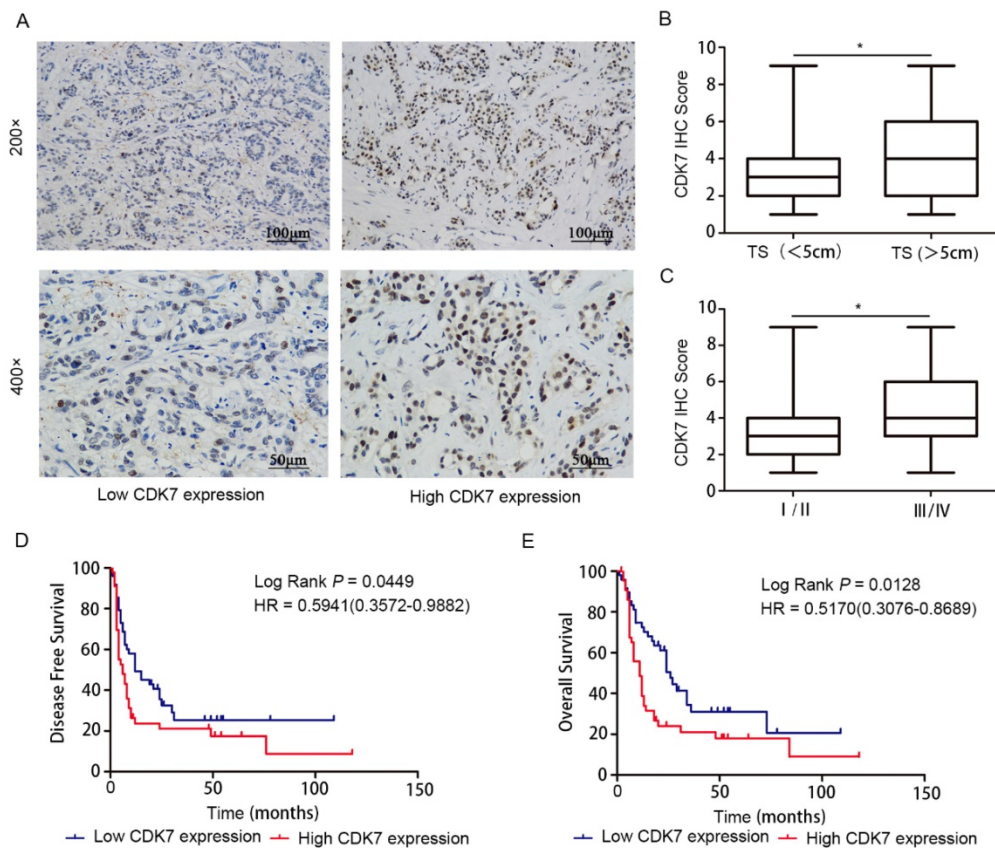 A
200×
100μm
100μm
400×
50μm
50μm
Low CDK7 expression
High CDK7 expression
B
CDK7 IHC Score
10
8
6
4
2
0
*
TS (<5cm)
TS (>5cm)
C
CDK7 IHC Score
10
8
6
4
2
0
*
I/II
III/IV
D
Disease Free Survival
100
80
60
40
20
0
Log Rank P = 0.0449
HR = 0.5941(0.3572-0.9882)
0 50 100 150
Time (months)
Low CDK7 expression High CDK7 expression
E
Overall Survival
100
80
60
40
20
0
Log Rank P = 0.0128
HR = 0.5170(0.3076-0.8689)
0 50 100 150
Time (months)
Low CDK7 expression High CDK7 expression